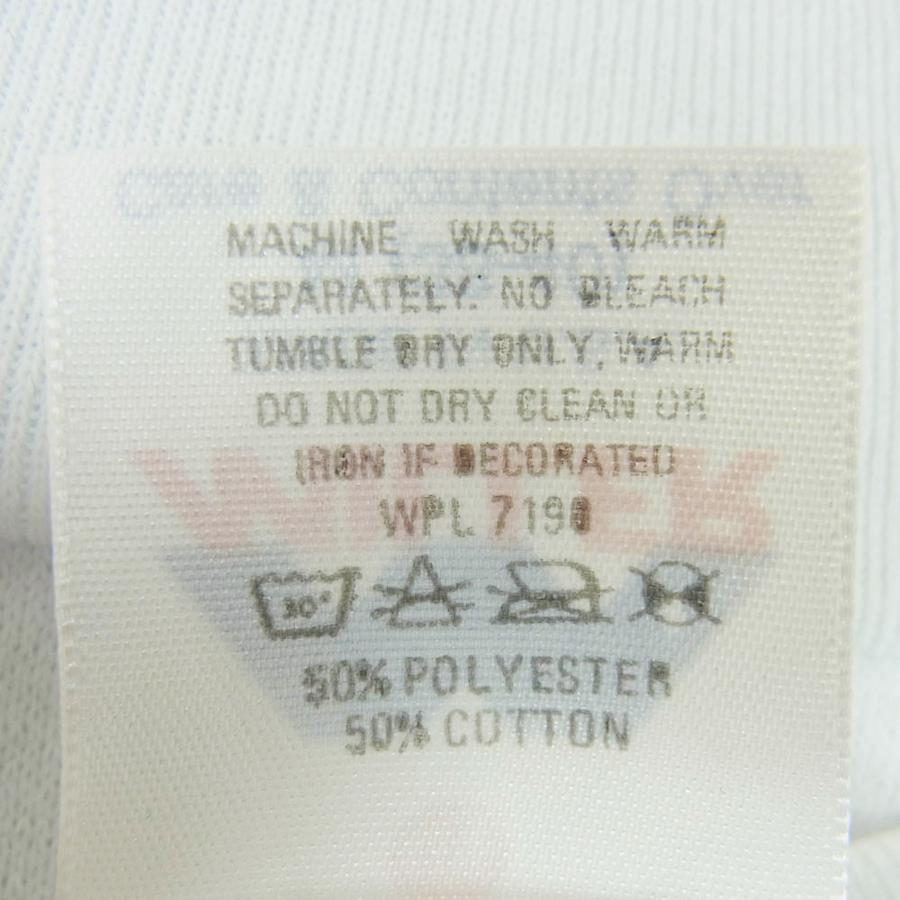 MACHINE WASH WARM
SEPARATELY. NO BLEACH
TUMBLE DRY ONLY, WARM
DO NOT DRY CLEAN OR
IRON IF DECORATED
WPL 7190
30°
50% POLYESTER
50% COTTON